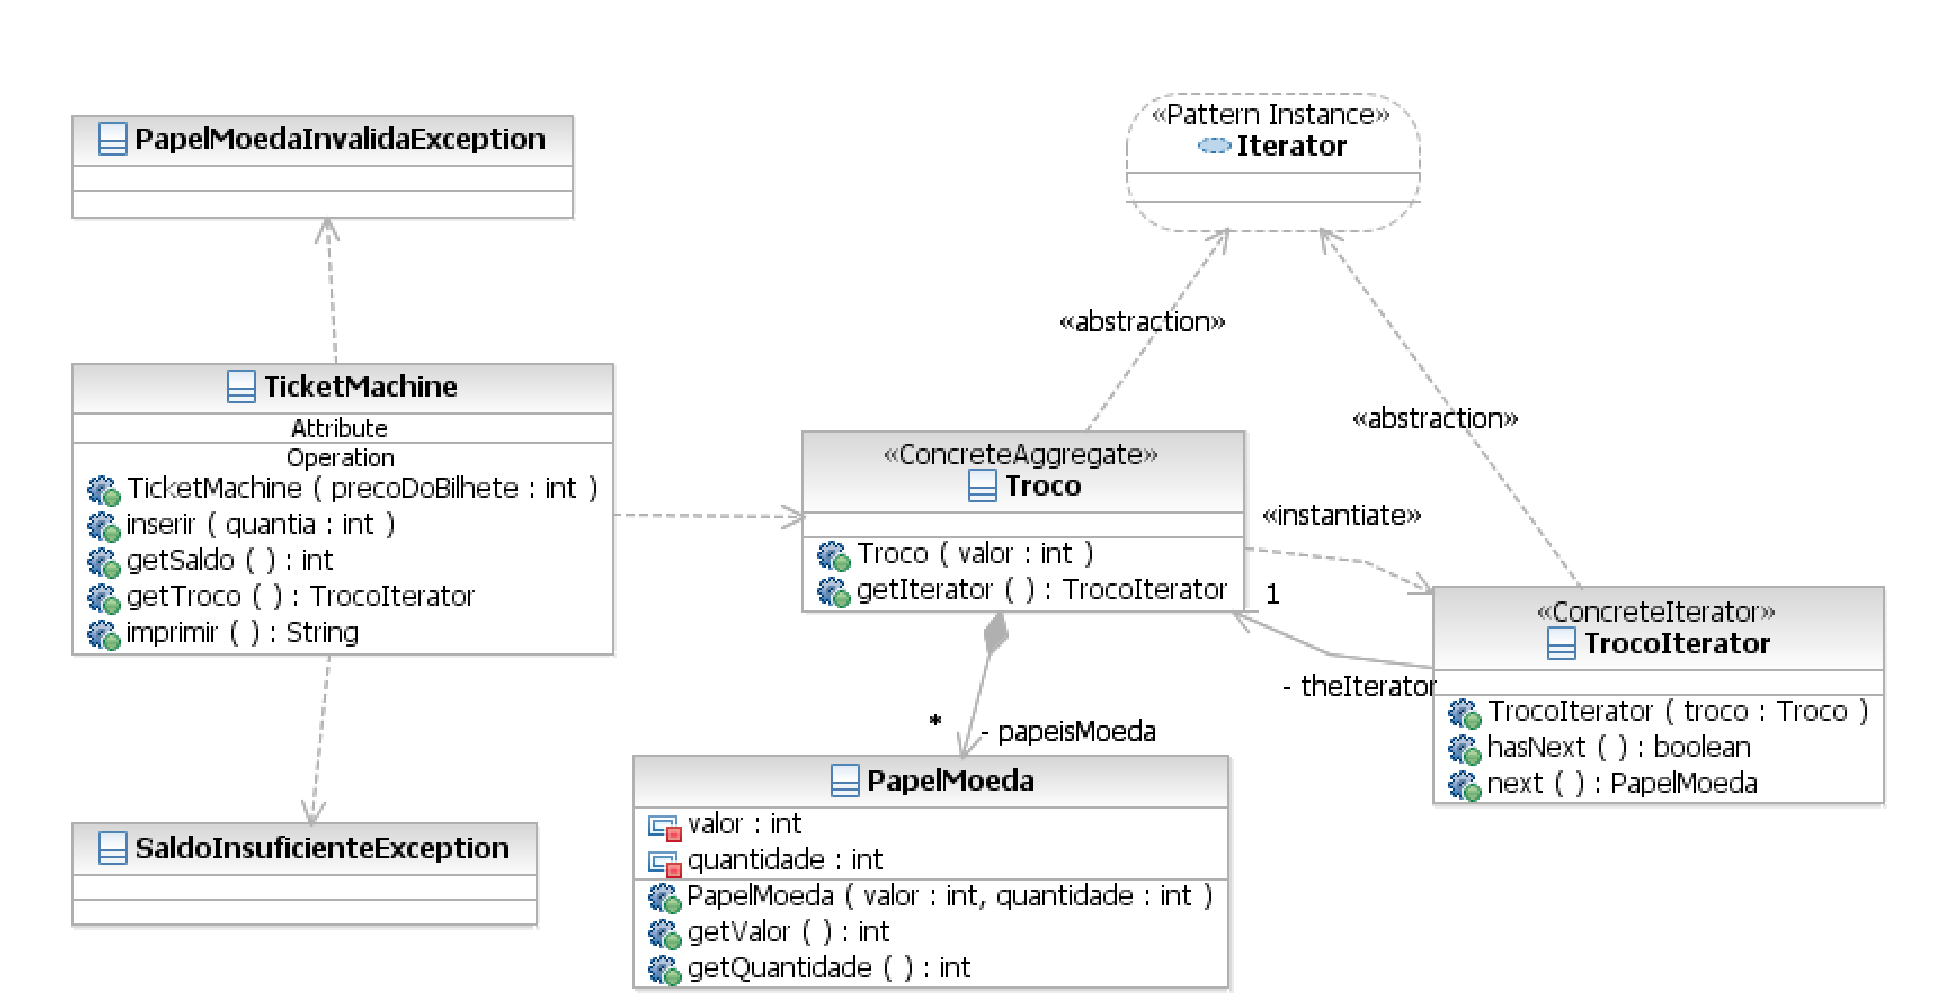 PapelMoedaInvalidaException
«Pattern Instance»
Iterator
«abstraction»
«abstraction»
TicketMachine
Attribute
Operation
TicketMachine ( precoDoBilhete : int )
inserir ( quantia : int )
getSaldo ( ) : int
getTroco ( ) : TrocoIterator
imprimir ( ) : String
«ConcreteAggregate»
Troco
Troco ( valor : int )
getIterator ( ) : TrocoIterator
«instantiate»
1
- theIterator
«ConcreteIterator»
TrocoIterator
TrocoIterator ( troco : Troco )
hasNext ( ) : boolean
next ( ) : PapelMoeda
*
- papeisMoeda
PapelMoeda
valor : int
quantidade : int
PapelMoeda ( valor : int, quantidade : int )
getValor ( ) : int
getQuantidade ( ) : int
SaldoInsuficienteException